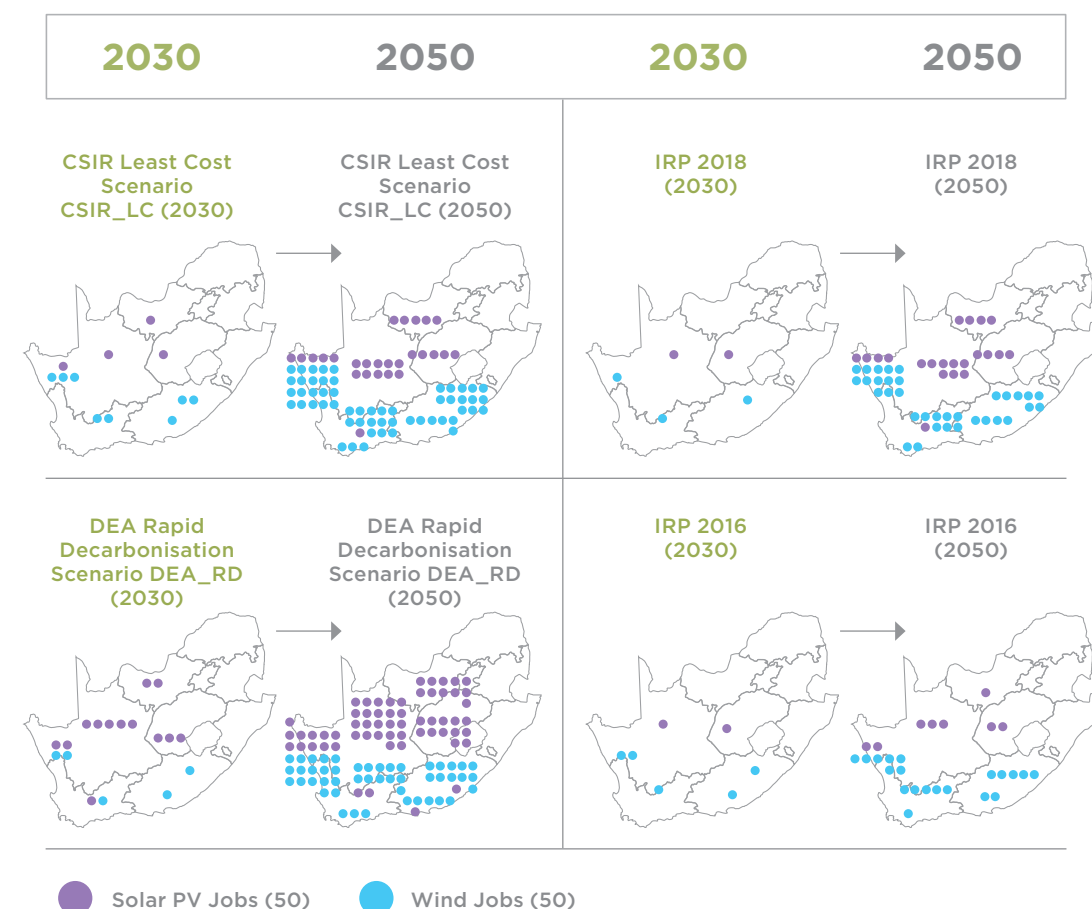 2030
2050
2030
2050
CSIR Least Cost
Scenario
CSIR_LC (2030)
CSIR Least Cost
Scenario
CSIR_LC (2050)
IRP 2018
(2030)
IRP 2018
(2050)
DEA Rapid
Decarbonisation
Scenario DEA_RD
(2030)
DEA Rapid
Decarbonisation
Scenario DEA_RD
(2050)
IRP 2016
(2030)
IRP 2016
(2050)
Solar PV Jobs (50)
Wind Jobs (50)